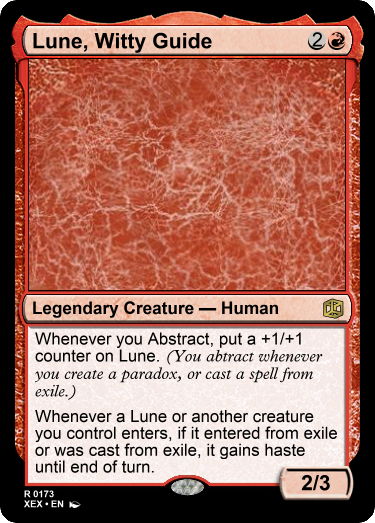 Lune, Witty Guide 2
Legendary Creature — Human
Whenever you Abstract, put a +1/+1
counter on Lune. (You abtract whenever
you create a paradox, or cast a spell from
exile.)
Whenever a Lune or another creature
you control enters, if it entered from exile
or was cast from exile, it gains haste
until end of turn.
2/3
R 0173
XEX • EN